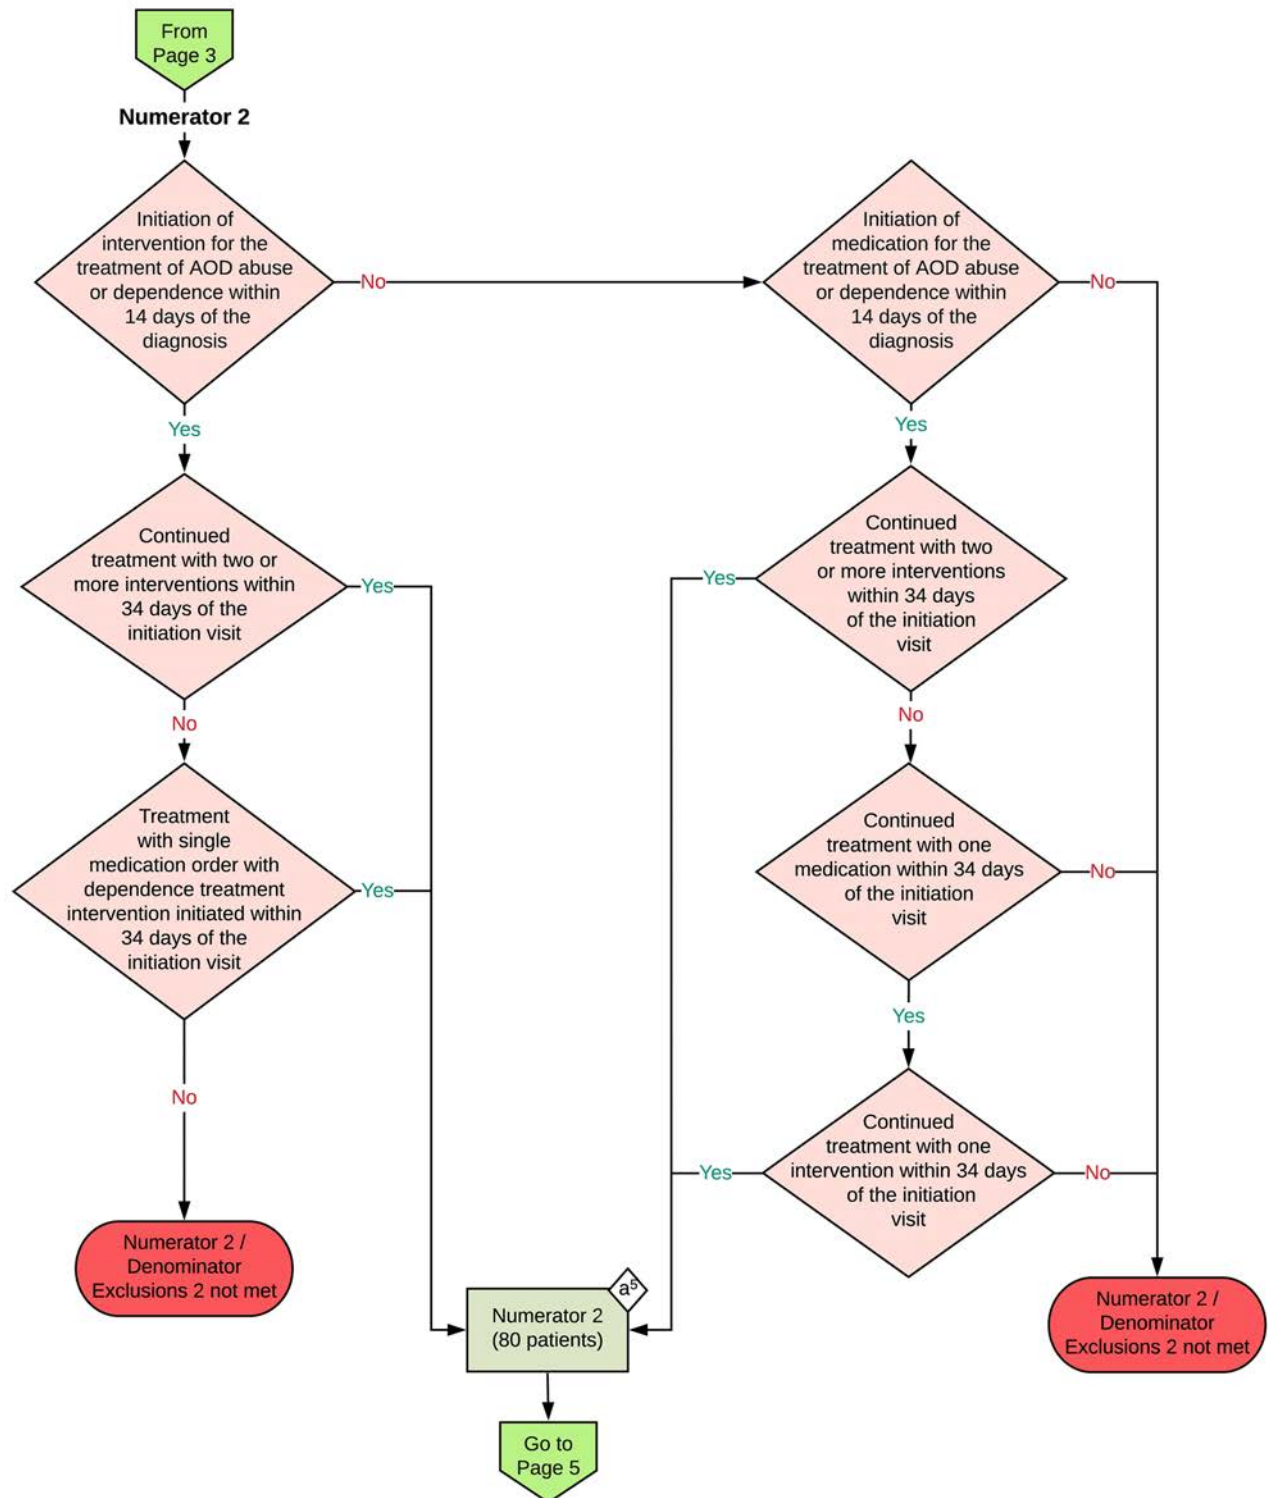 From
Page 3
Numerator 2
Initiation of
intervention for the
treatment of AOD abuse
or dependence within
14 days of the
diagnosis
No
Initiation of
medication for the
treatment of AOD abuse
or dependence within
14 days of the
diagnosis
No
Yes
Yes
Continued
treatment with two or
more interventions within
34 days of the
initiation visit
Yes
Continued
treatment with two
or more interventions
within 34 days
of the initiation
visit
Yes
No
No
Treatment
with single
medication order with
dependence treatment
intervention initiated within
34 days of the
initiation visit
Yes
Continued
treatment with one
medication within 34 days
of the initiation
visit
No
Yes
No
Continued
treatment with one
intervention within 34 days
of the initiation
visit
Yes
No
Numerator 2 /
Denominator
Exclusions 2 not met
a⁵
Numerator 2
(80 patients)
Numerator 2 /
Denominator
Exclusions 2 not met
Go to
Page 5